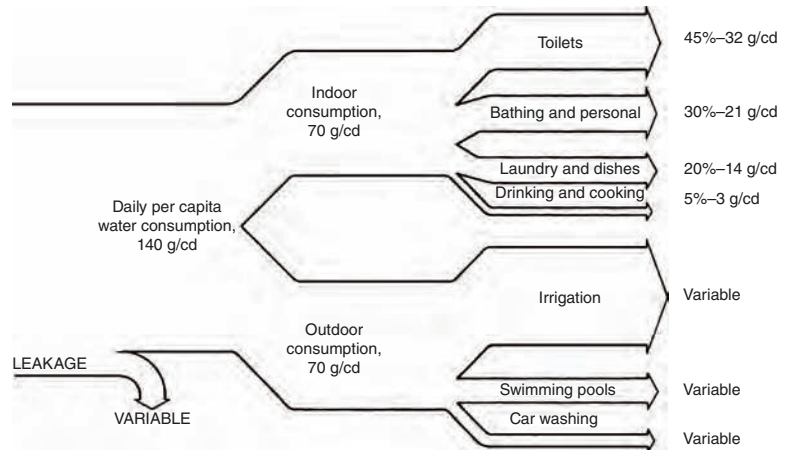 Toilets
45%–32 g/cd
Indoor
consumption,
70 g/cd
Bathing and personal
30%–21 g/cd
Laundry and dishes
20%–14 g/cd
Drinking and cooking
5%–3 g/cd
Daily per capita
water consumption,
140 g/cd
Irrigation
Variable
Outdoor
consumption,
70 g/cd
LEAKAGE
VARIABLE
Swimming pools
Variable
Car washing
Variable